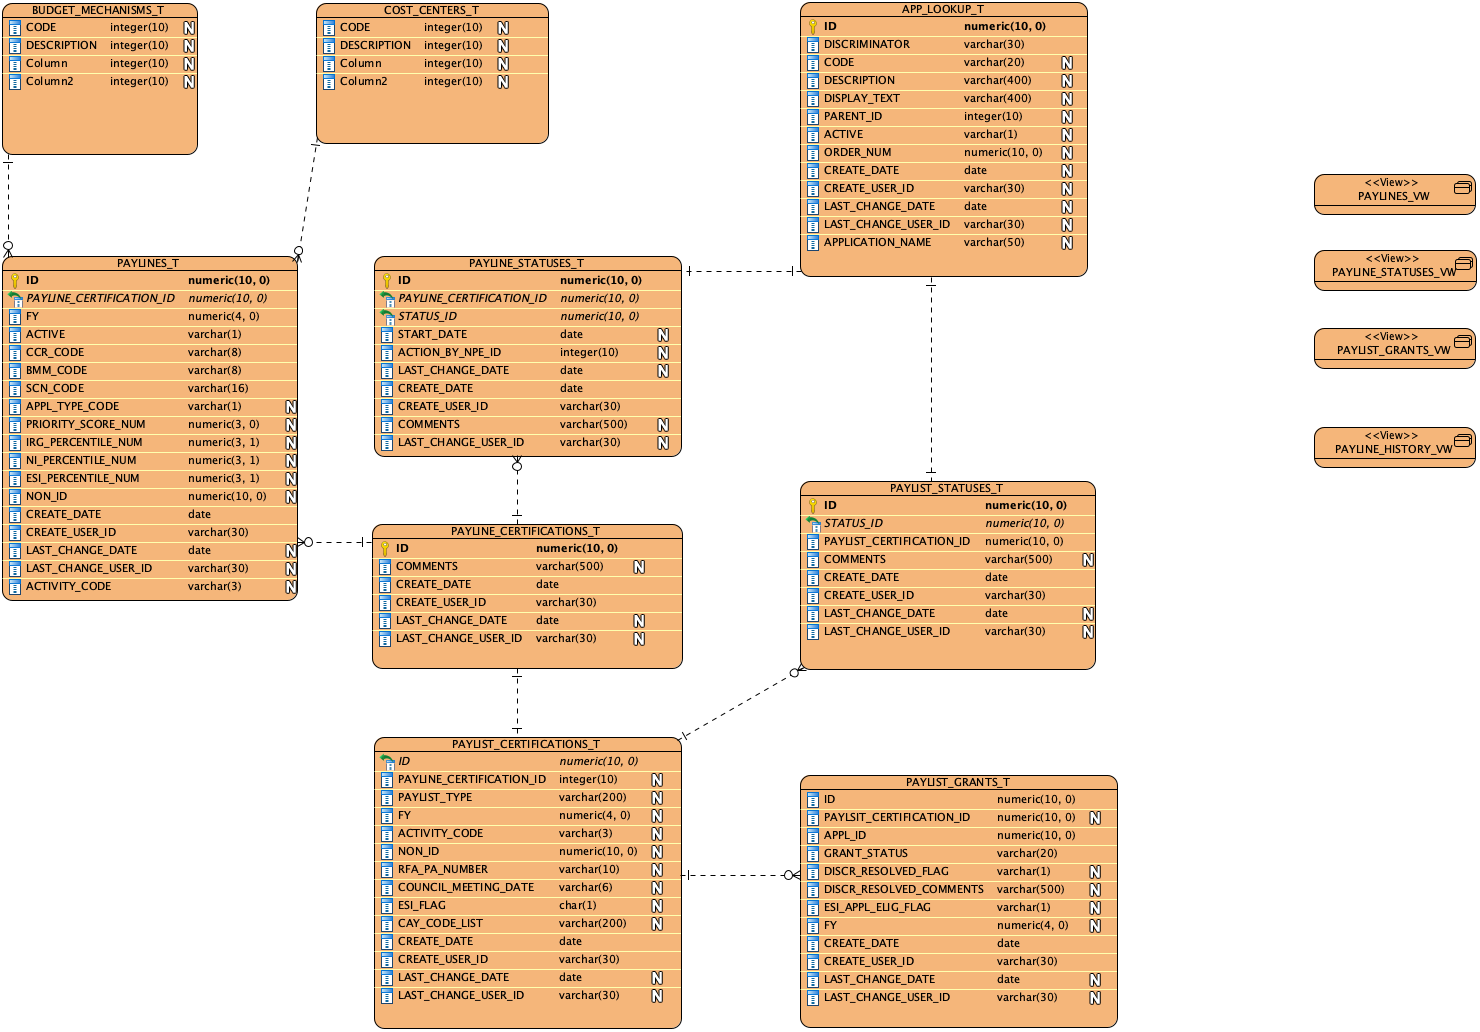 BUDGET_MECHANISMS_T
CODE integer(10) N
DESCRIPTION integer(10) N
Column integer(10) N
Column2 integer(10) N
COST_CENTERS_T
CODE integer(10) N
DESCRIPTION integer(10) N
Column integer(10) N
Column2 integer(10) N
APP_LOOKUP_T
ID numeric(10, 0)
DISCRIMINATOR varchar(30)
CODE varchar(20) N
DESCRIPTION varchar(400) N
DISPLAY_TEXT varchar(400) N
PARENT_ID integer(10) N
ACTIVE varchar(1) N
ORDER_NUM numeric(10, 0) N
CREATE_DATE date N
CREATE_USER_ID varchar(30) N
LAST_CHANGE_DATE date N
LAST_CHANGE_USER_ID varchar(30) N
APPLICATION_NAME varchar(50) N
<<View>>
PAYLINES_VW
<<View>>
PAYLINE_STATUSES_VW
<<View>>
PAYLIST_GRANTS_VW
<<View>>
PAYLINE_HISTORY_VW
PAYLINES_T
ID numeric(10, 0)
PAYLINE_CERTIFICATION_ID numeric(10, 0)
FY numeric(4, 0)
ACTIVE varchar(1)
CCR_CODE varchar(8)
BMM_CODE varchar(8)
SCN_CODE varchar(16)
APPL_TYPE_CODE varchar(1) N
PRIORITY_SCORE_NUM numeric(3, 0) N
IRG_PERCENTILE_NUM numeric(3, 1) N
NI_PERCENTILE_NUM numeric(3, 1) N
ESI_PERCENTILE_NUM numeric(3, 1) N
NON_ID numeric(10, 0) N
CREATE_DATE date
CREATE_USER_ID varchar(30)
LAST_CHANGE_DATE date N
LAST_CHANGE_USER_ID varchar(30) N
ACTIVITY_CODE varchar(3) N
PAYLINE_STATUSES_T
ID numeric(10, 0)
PAYLINE_CERTIFICATION_ID numeric(10, 0)
STATUS_ID numeric(10, 0)
START_DATE date N
ACTION_BY_NPE_ID integer(10) N
LAST_CHANGE_DATE date N
CREATE_DATE date
CREATE_USER_ID varchar(30)
COMMENTS varchar(500) N
LAST_CHANGE_USER_ID varchar(30) N
PAYLINE_CERTIFICATIONS_T
ID numeric(10, 0)
COMMENTS varchar(500) N
CREATE_DATE date
CREATE_USER_ID varchar(30)
LAST_CHANGE_DATE date N
LAST_CHANGE_USER_ID varchar(30) N
PAYLIST_STATUSES_T
ID numeric(10, 0)
STATUS_ID numeric(10, 0)
PAYLIST_CERTIFICATION_ID numeric(10, 0)
COMMENTS varchar(500) N
CREATE_DATE date
CREATE_USER_ID varchar(30)
LAST_CHANGE_DATE date N
LAST_CHANGE_USER_ID varchar(30) N
PAYLIST_CERTIFICATIONS_T
ID numeric(10, 0)
PAYLINE_CERTIFICATION_ID integer(10) N
PAYLIST_TYPE varchar(200) N
FY numeric(4, 0) N
ACTIVITY_CODE varchar(3) N
NON_ID numeric(10, 0) N
RFA_PA_NUMBER varchar(10) N
COUNCIL_MEETING_DATE varchar(6) N
ESI_FLAG char(1) N
CAY_CODE_LIST varchar(200) N
CREATE_DATE date
CREATE_USER_ID varchar(30)
LAST_CHANGE_DATE date N
LAST_CHANGE_USER_ID varchar(30) N
PAYLIST_GRANTS_T
ID numeric(10, 0)
PAYLSIT_CERTIFICATION_ID numeric(10, 0) N
APPL_ID numeric(10, 0)
GRANT_STATUS varchar(20)
DISCR_RESOLVED_FLAG varchar(1) N
DISCR_RESOLVED_COMMENTS varchar(500) N
ESI_APPL_ELIG_FLAG varchar(1) N
FY numeric(4, 0) N
CREATE_DATE date
CREATE_USER_ID varchar(30)
LAST_CHANGE_DATE date N
LAST_CHANGE_USER_ID varchar(30) N